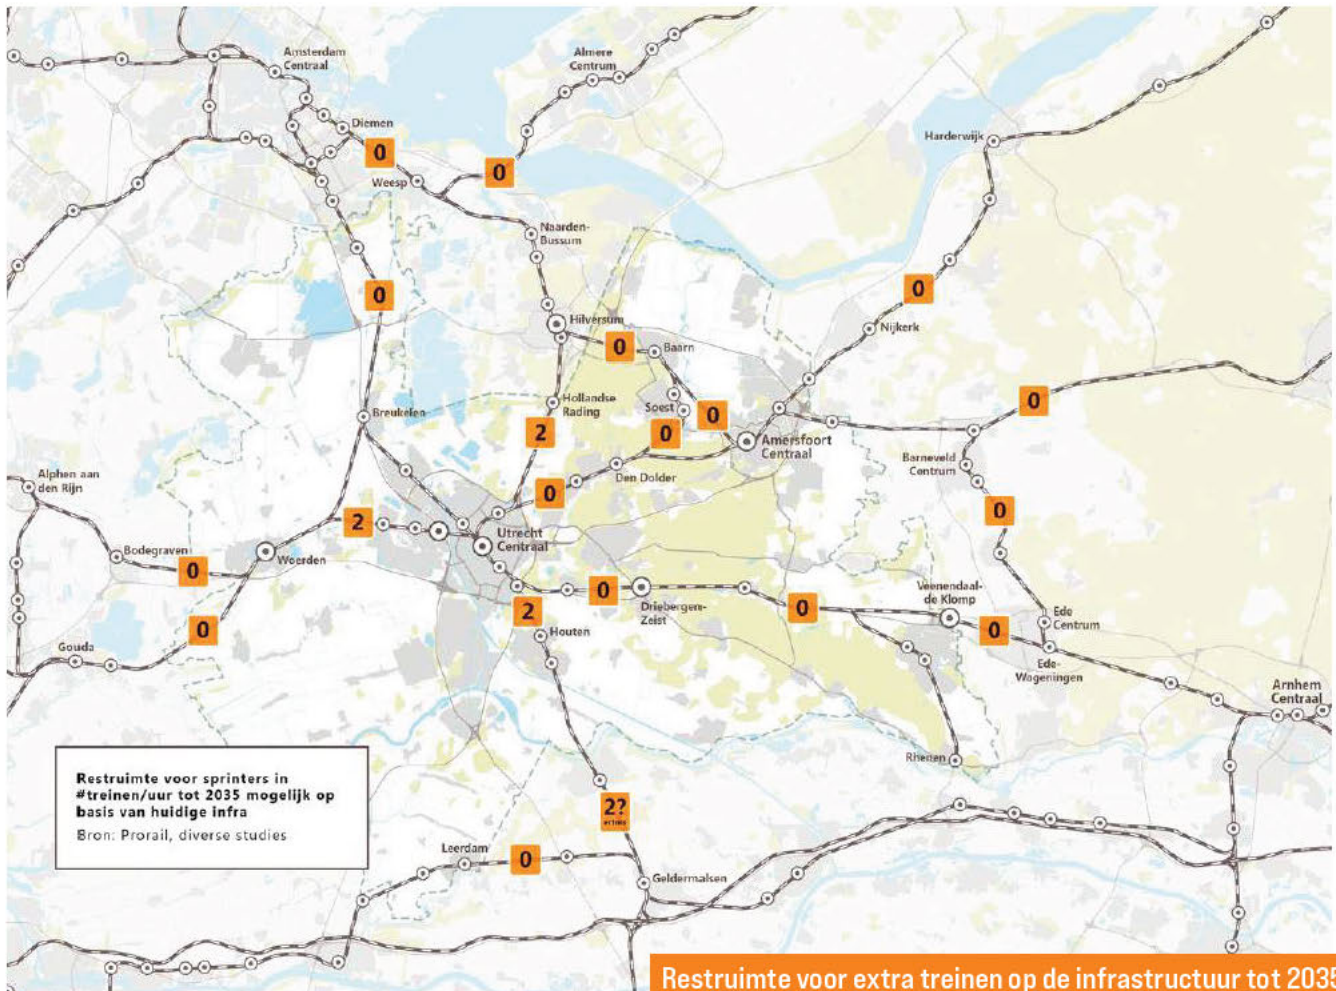 Amsterdam
Centraal
Almere
Centrum
Diemen
0
Harderwijk
0
Weesp
Naarden-
Bussum
0
0
Hilversum
Nijkerk
0
Baarn
Hollandse
Rading
0
Soest
0
Breukelen
2
0
Amersfoort
Centraal
Barneveld
Centrum
Alphen aan
den Rijn
Den Dolder
0
0
2
Utrecht
Centraal
Bodegraven
Woerden
0
Veenendaal-
de Klomp
0
0
2
Driebergen-
Zeist
0
Ede
Centrum
0
0
Houten
Gouda
Ede-
Wageningen
Arnhem
Centraal
Rhenen
Restruimte voor sprinters in
#treinen/uur tot 2035 mogelijk op
basis van huidige infra
Bron: Prorail, diverse studies
2?
Leerdam
0
Geldermalsen
Restruimte voor extra treinen op de infrastructuur tot 2035